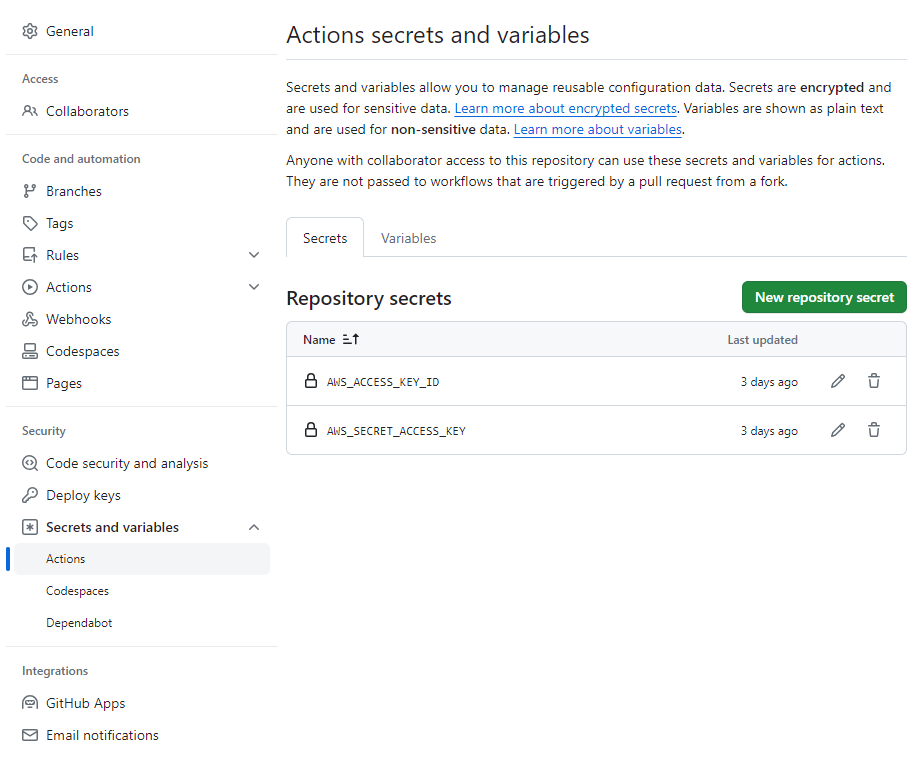 General
Access
Collaborators
Code and automation
Branches
Tags
Rules
Actions
Webhooks
Codespaces
Pages
Security
Code security and analysis
Deploy keys
Secrets and variables
Actions
Codespaces
Dependabot
Integrations
GitHub Apps
Email notifications
Actions secrets and variables
Secrets and variables allow you to manage reusable configuration data. Secrets are encrypted and
are used for sensitive data. Learn more about encrypted secrets. Variables are shown as plain text
and are used for non-sensitive data. Learn more about variables.
Anyone with collaborator access to this repository can use these secrets and variables for actions.
They are not passed to workflows that are triggered by a pull request from a fork.
Secrets Variables
Repository secrets New repository secret
Name Last updated
AWS_ACCESS_KEY_ID 3 days ago
AWS_SECRET_ACCESS_KEY 3 days ago